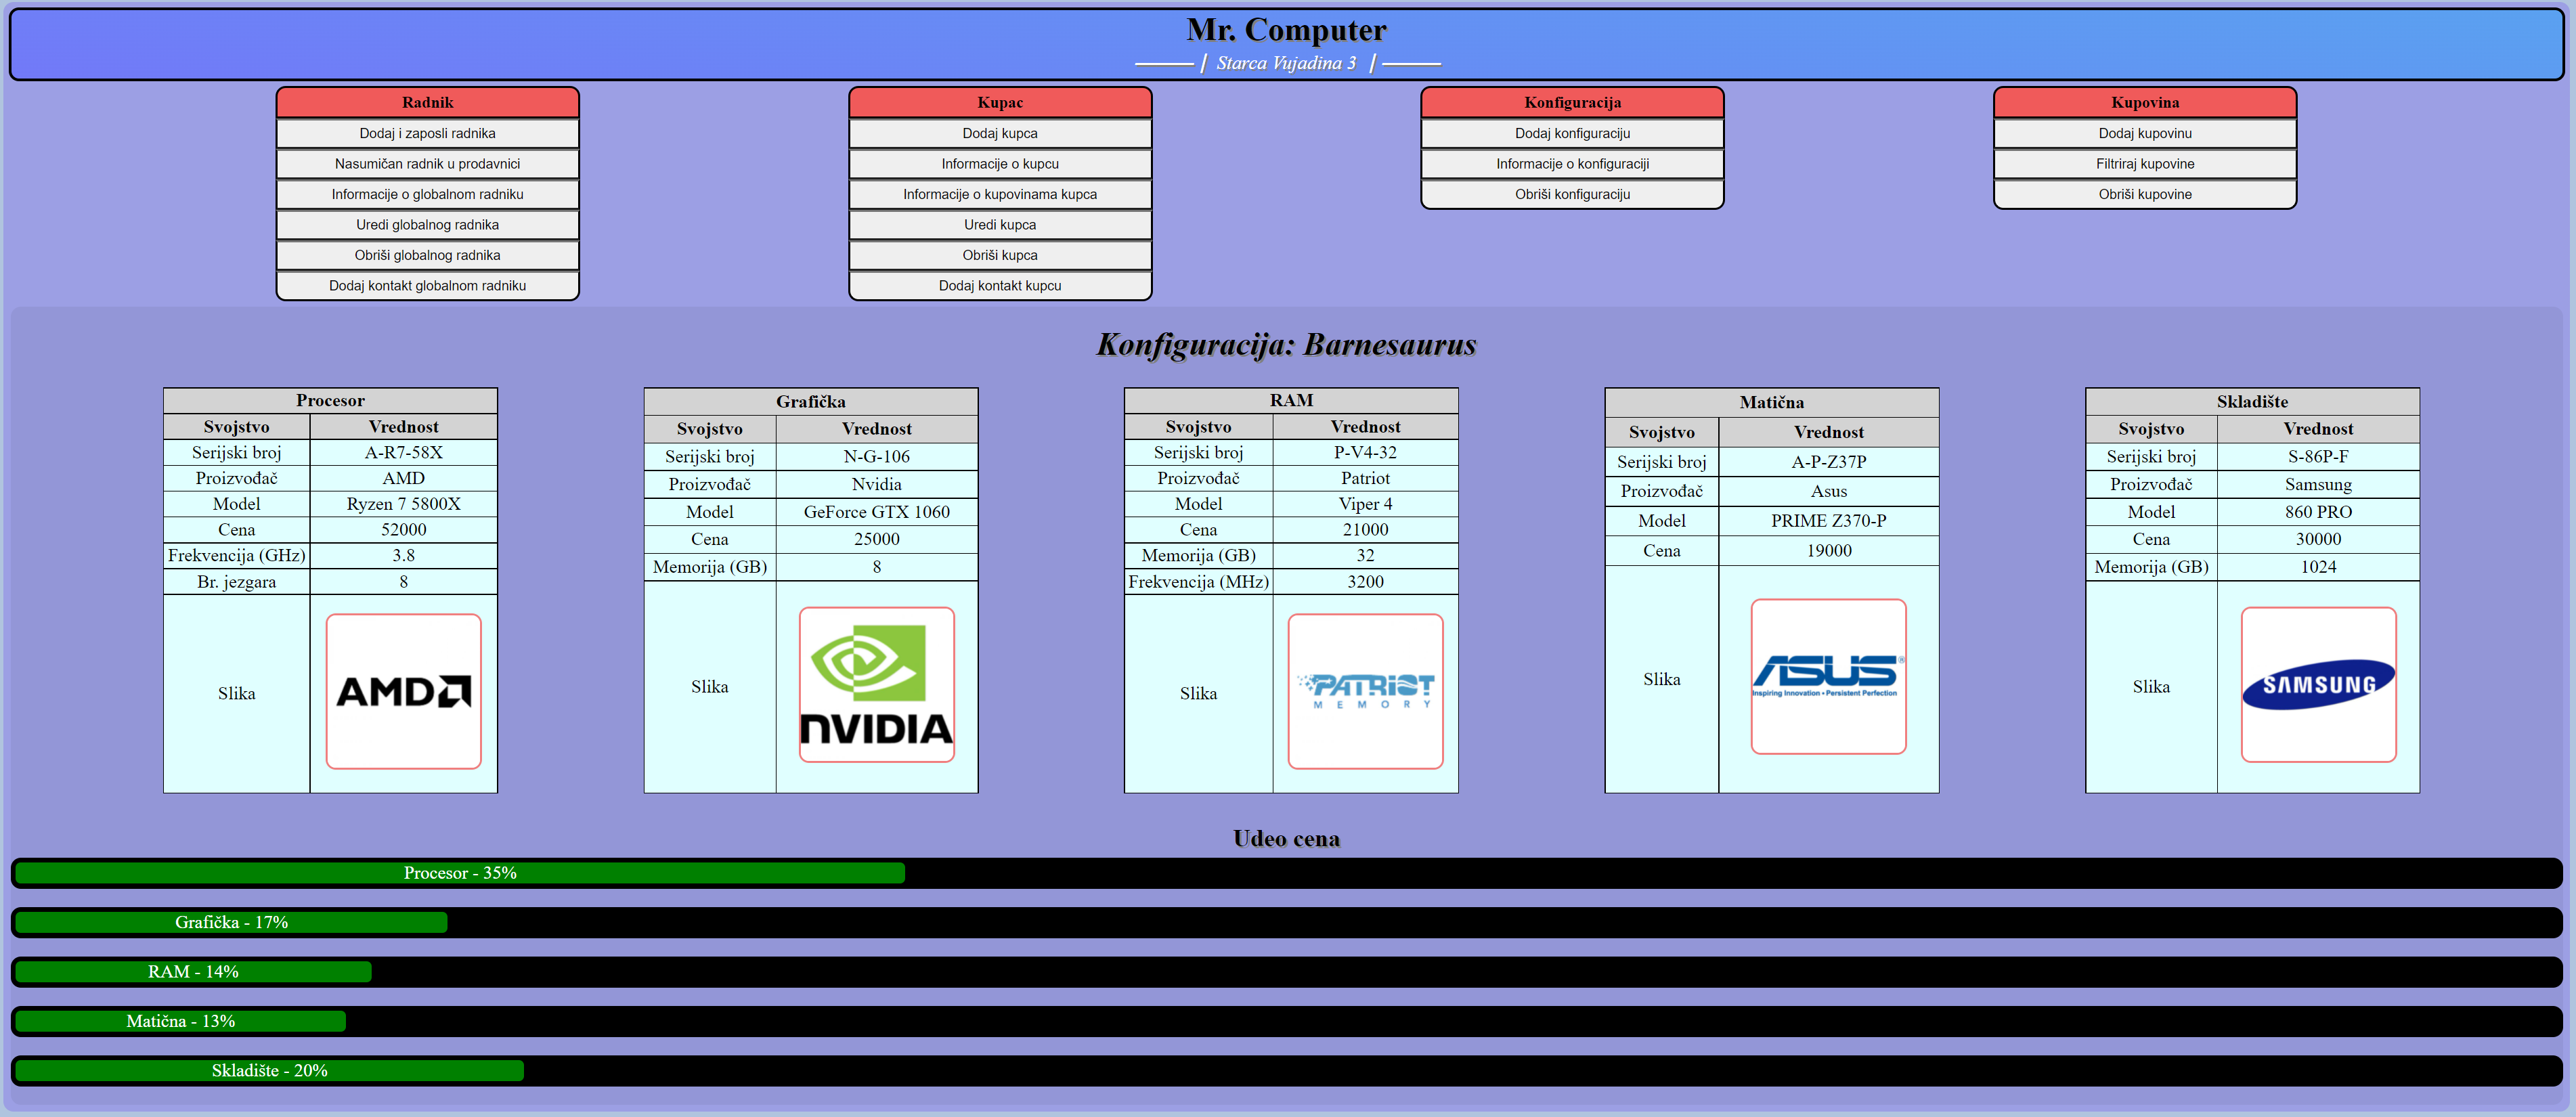 Mr. Computer
Starca Vujadina 3
Radnik
Dodaj i zaposli radnika
Nasumičan radnik u prodavnici
Informacije o globalnom radniku
Uredi globalnog radnika
Obriši globalnog radnika
Dodaj kontakt globalnom radniku
Kupac
Dodaj kupca
Informacije o kupcu
Informacije o kupovinama kupca
Uredi kupca
Obriši kupca
Dodaj kontakt kupcu
Konfiguracija
Dodaj konfiguraciju
Informacije o konfiguraciji
Obriši konfiguraciju
Kupovina
Dodaj kupovinu
Filtriraj kupovine
Obriši kupovine
Konfiguracija: Barnesaurus
Procesor
Svojstvo Vrednost
Serijski broj A-R7-58X
Proizvođač AMD
Model Ryzen 7 5800X
Cena 52000
Frekvencija (GHz) 3.8
Br. jezgara 8
Slika AMD
Grafička
Svojstvo Vrednost
Serijski broj N-G-106
Proizvođač Nvidia
Model GeForce GTX 1060
Cena 25000
Memorija (GB) 8
Slika NVIDIA
RAM
Svojstvo Vrednost
Serijski broj P-V4-32
Proizvođač Patriot
Model Viper 4
Cena 21000
Memorija (GB) 32
Frekvencija (MHz) 3200
Slika PATRIOT
MEMORY
Matična
Svojstvo Vrednost
Serijski broj A-P-Z37P
Proizvođač Asus
Model PRIME Z370-P
Cena 19000
Slika ASUS®
Inspiring Innovation • Persistent Perfection
Skladište
Svojstvo Vrednost
Serijski broj S-86P-F
Proizvođač Samsung
Model 860 PRO
Cena 30000
Memorija (GB) 1024
Slika SAMSUNG
Udeo cena
Procesor - 35%
Grafička - 17%
RAM - 14%
Matična - 13%
Skladište - 20%